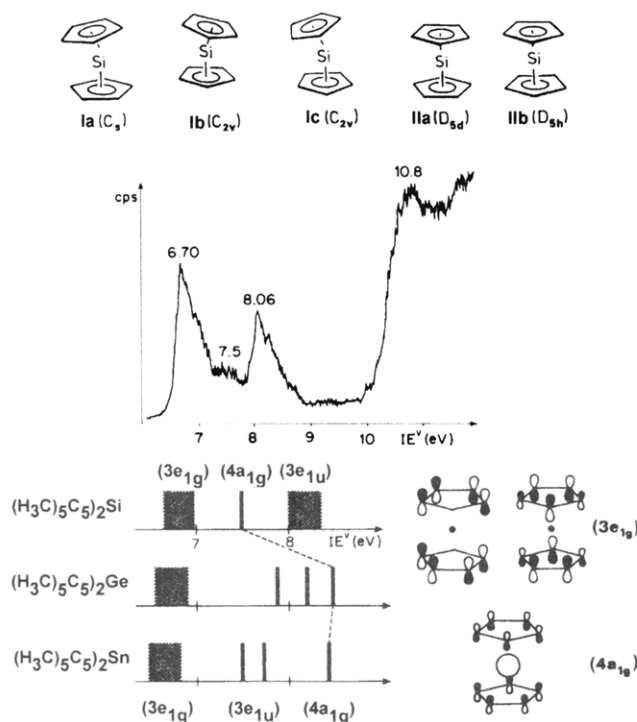 Si Si Si Si Si
Ia (Cₛ) Ib (C₂ᵥ) Ic (C₂ᵥ) IIa (D₅d) IIb (D₅h)
cps
10.8
6.70
8.06
7.5
7 8 9 10 IEᵛ (eV)
(3e₁g) (4a₁g) (3e₁u)
(H₃C)₅C₅)₂Si
7 8 IEᵛ (eV)
(3e₁g)
(H₃C)₅C₅)₂Ge
(H₃C)₅C₅)₂Sn
(4a₁g)
(3e₁g) (3e₁u) (4a₁g)